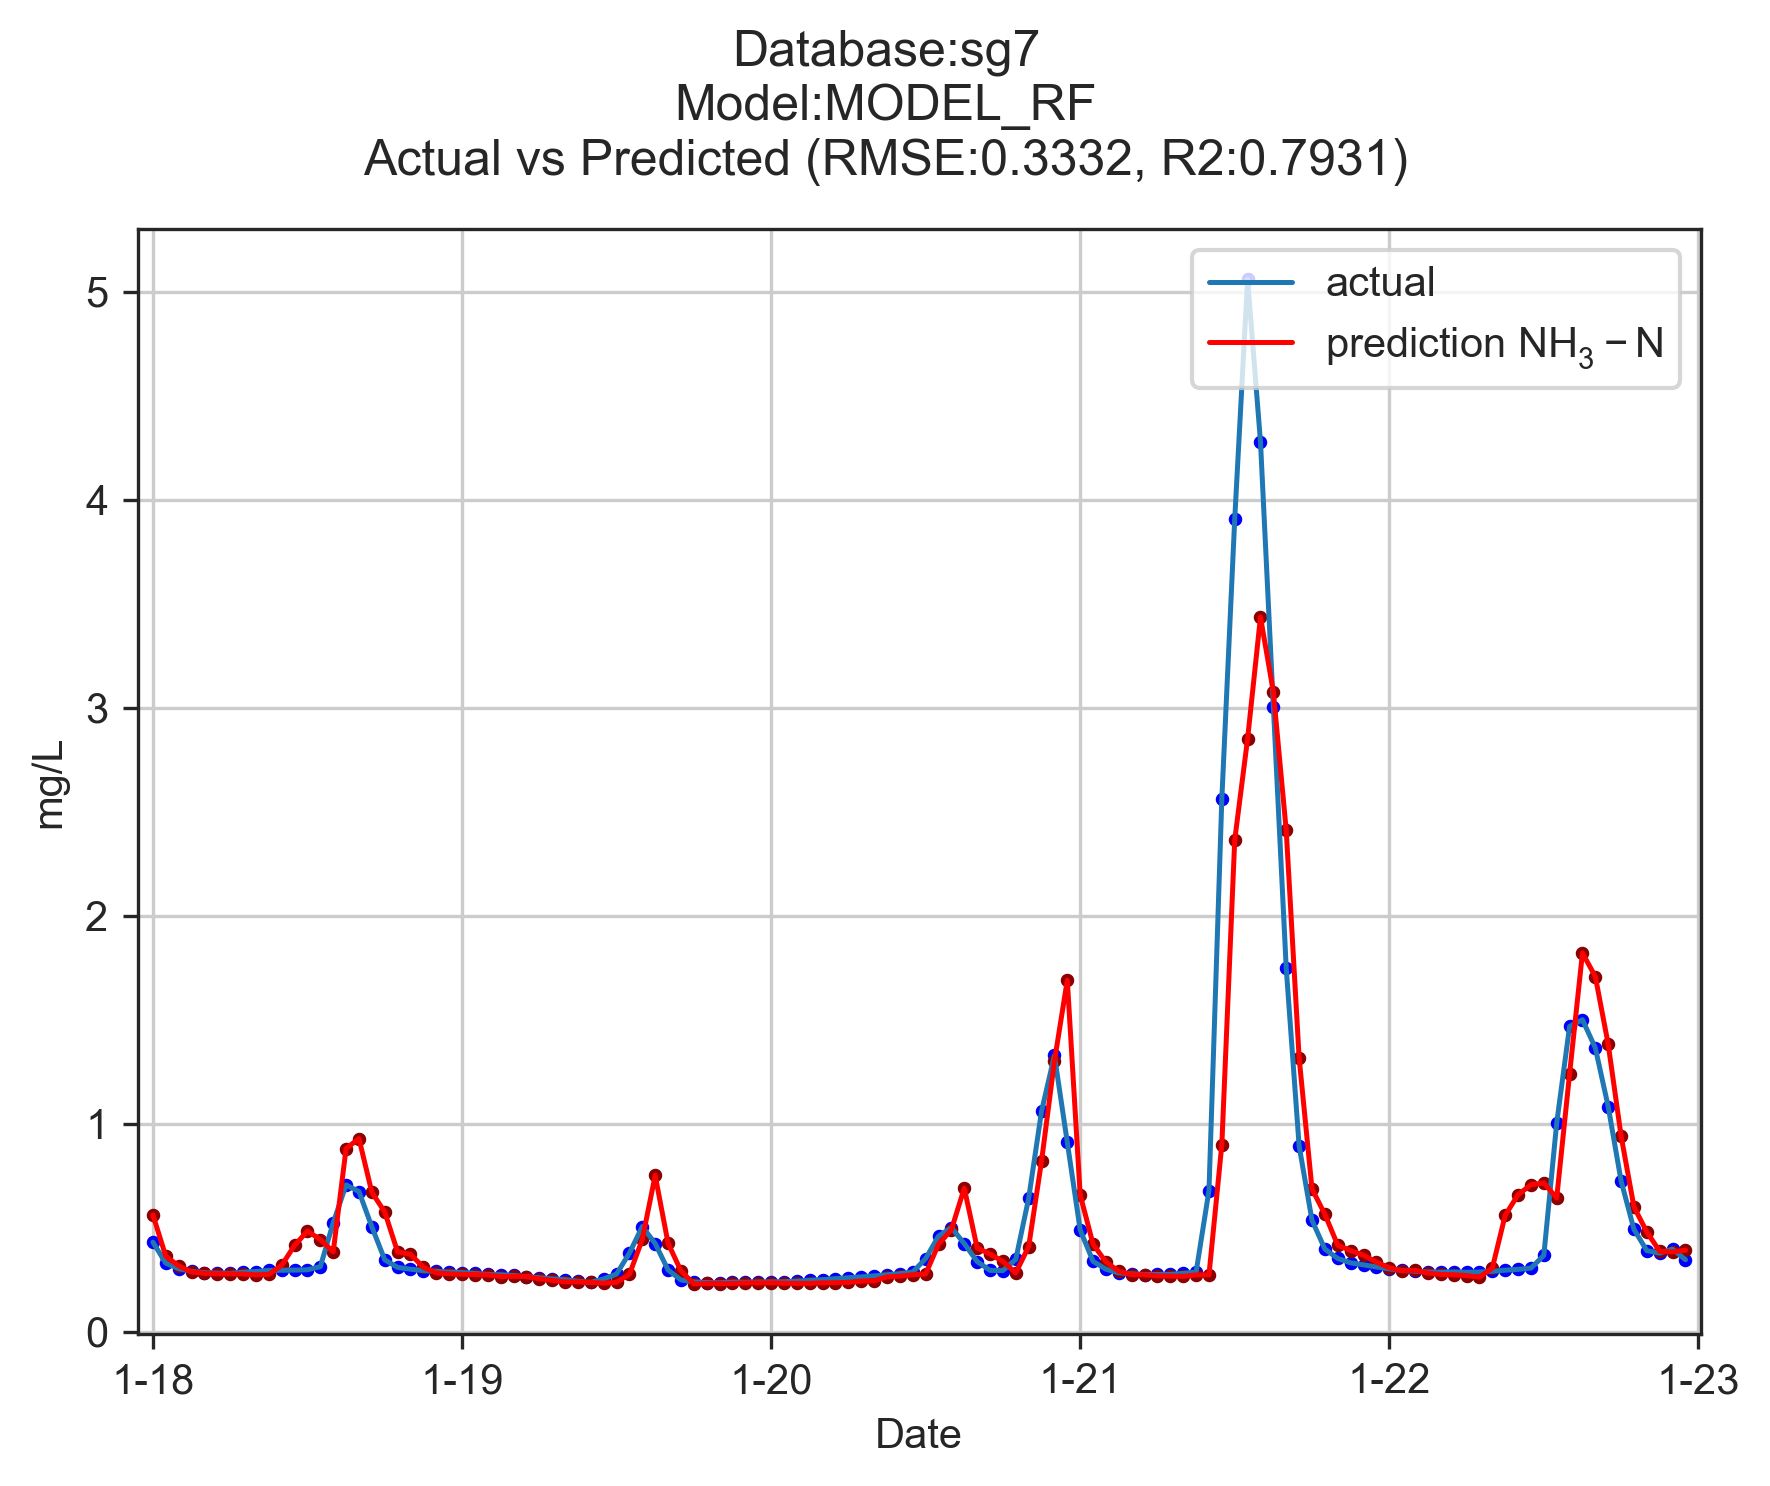 Database:sg7
Model:MODEL_RF
Actual vs Predicted (RMSE:0.3332, R2:0.7931)
actual
prediction NH₃ − N
5
4
3
2
1
0
mg/L
1-18 1-19 1-20 1-21 1-22 1-23
Date